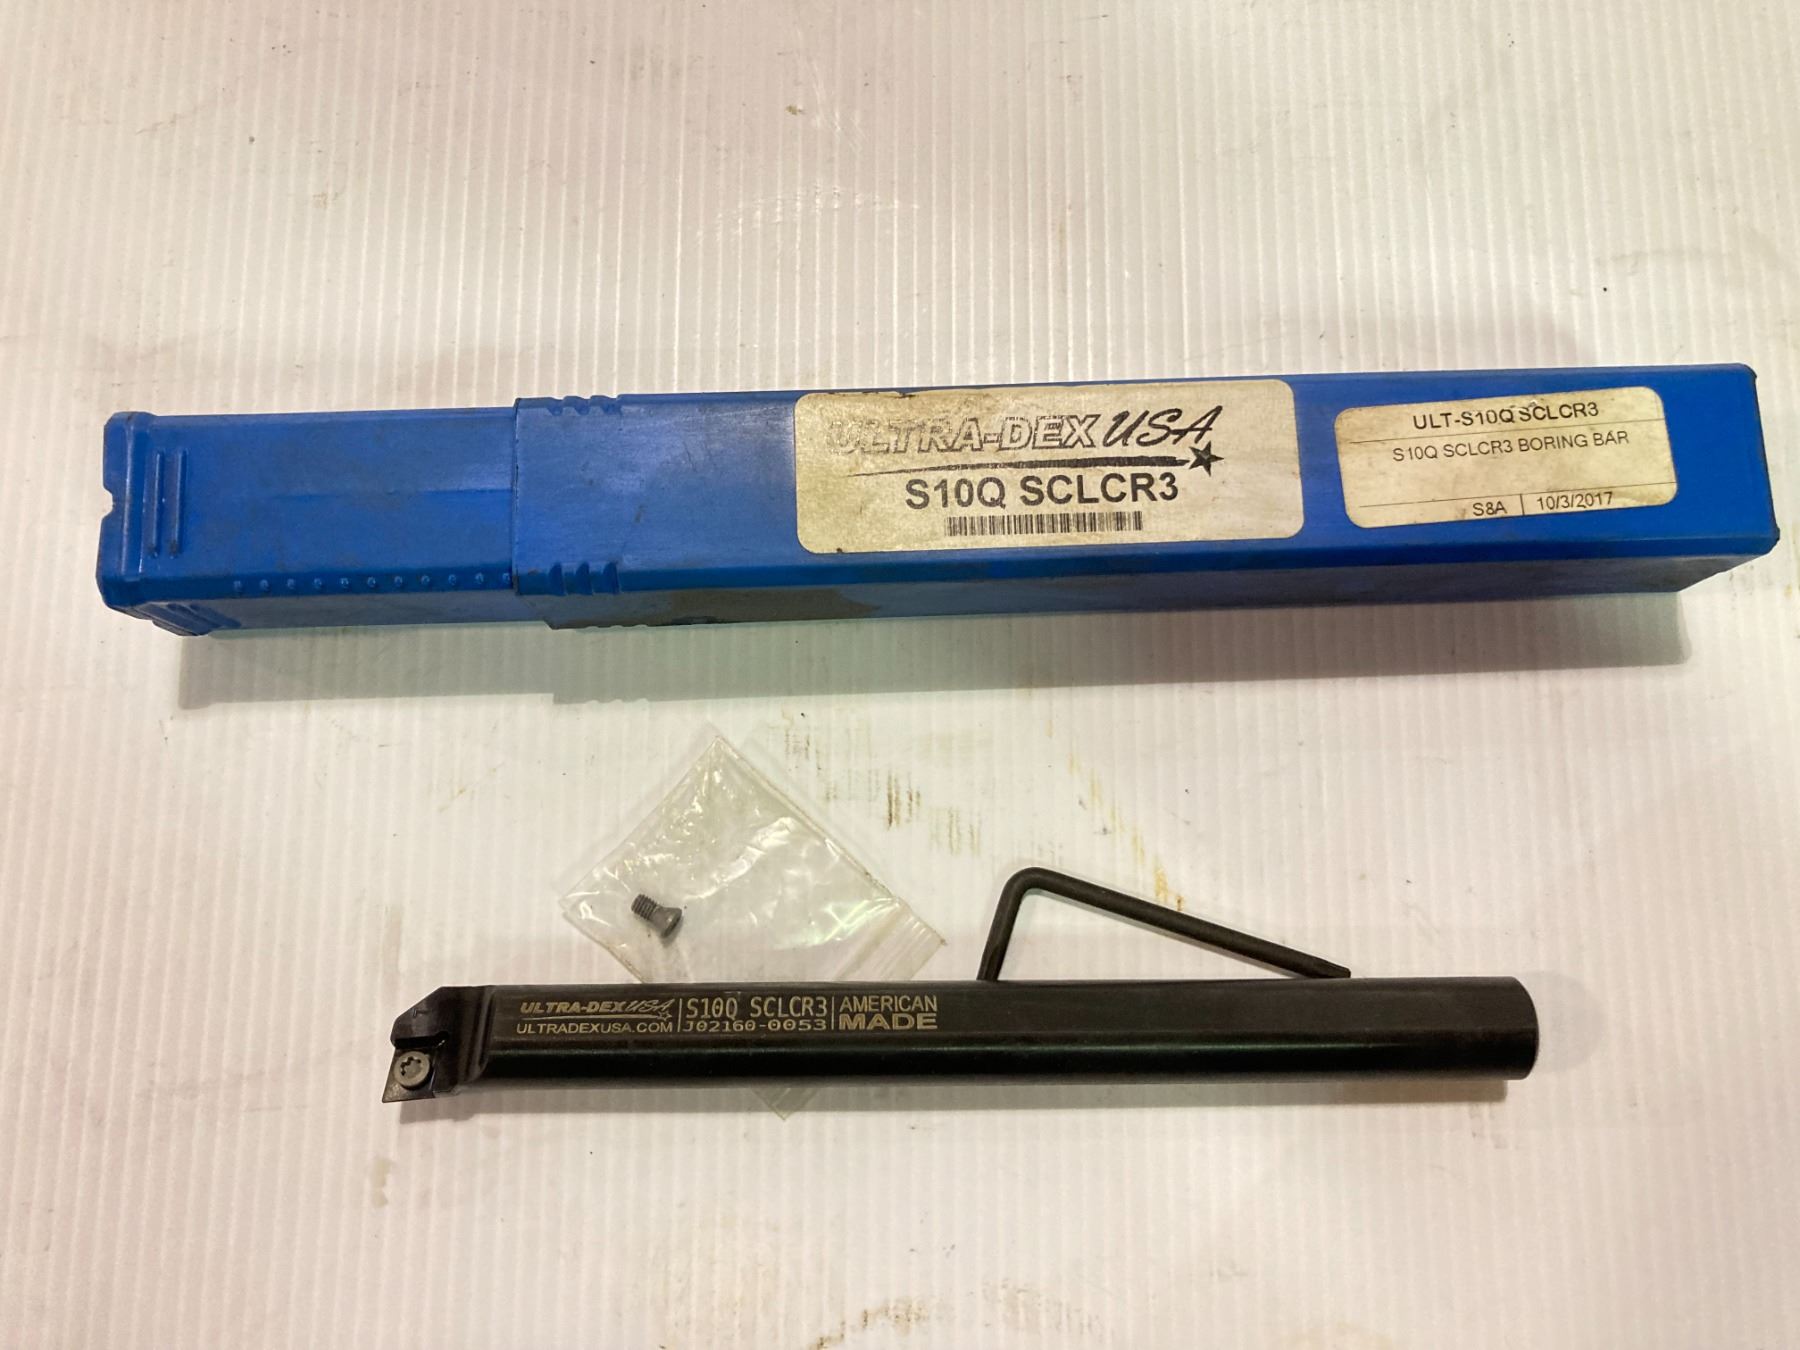 ULTRA-DEX USA
S10Q SCLCR3
ULT-S10Q SCLCR3
S10Q SCLCR3 BORING BAR
S8A | 10/3/2017
ULTRA-DEX USA
ULTRADEXUSA.COM
S10Q SCLCR3
J02160-0053
AMERICAN
MADE